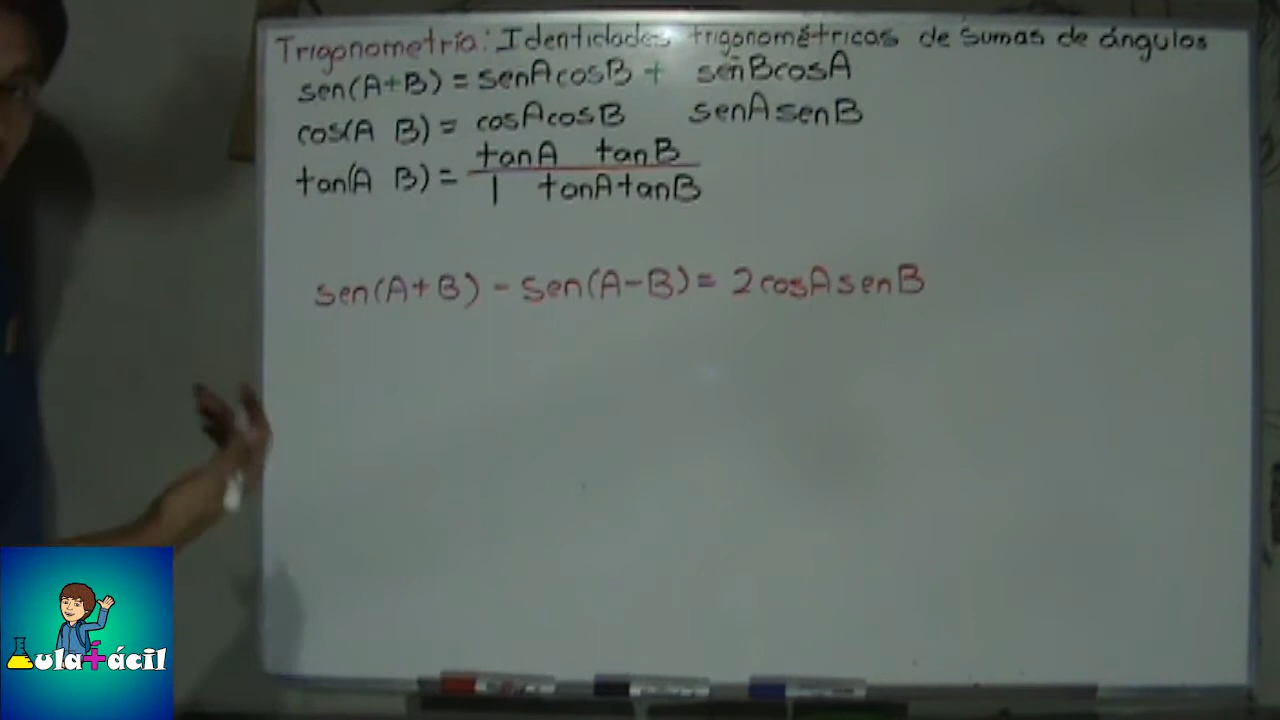 Trigonometría: Identidades trigonométricas de sumas de ángulos
sen(A+B) = senAcosB + senBcosA
cos(A B) = cosAcosB senAsenB
tan(A B) = tanA tanB
1 tanAtanB
sen(A+B) - sen(A-B) = 2cosAsenB
Aula+ácil